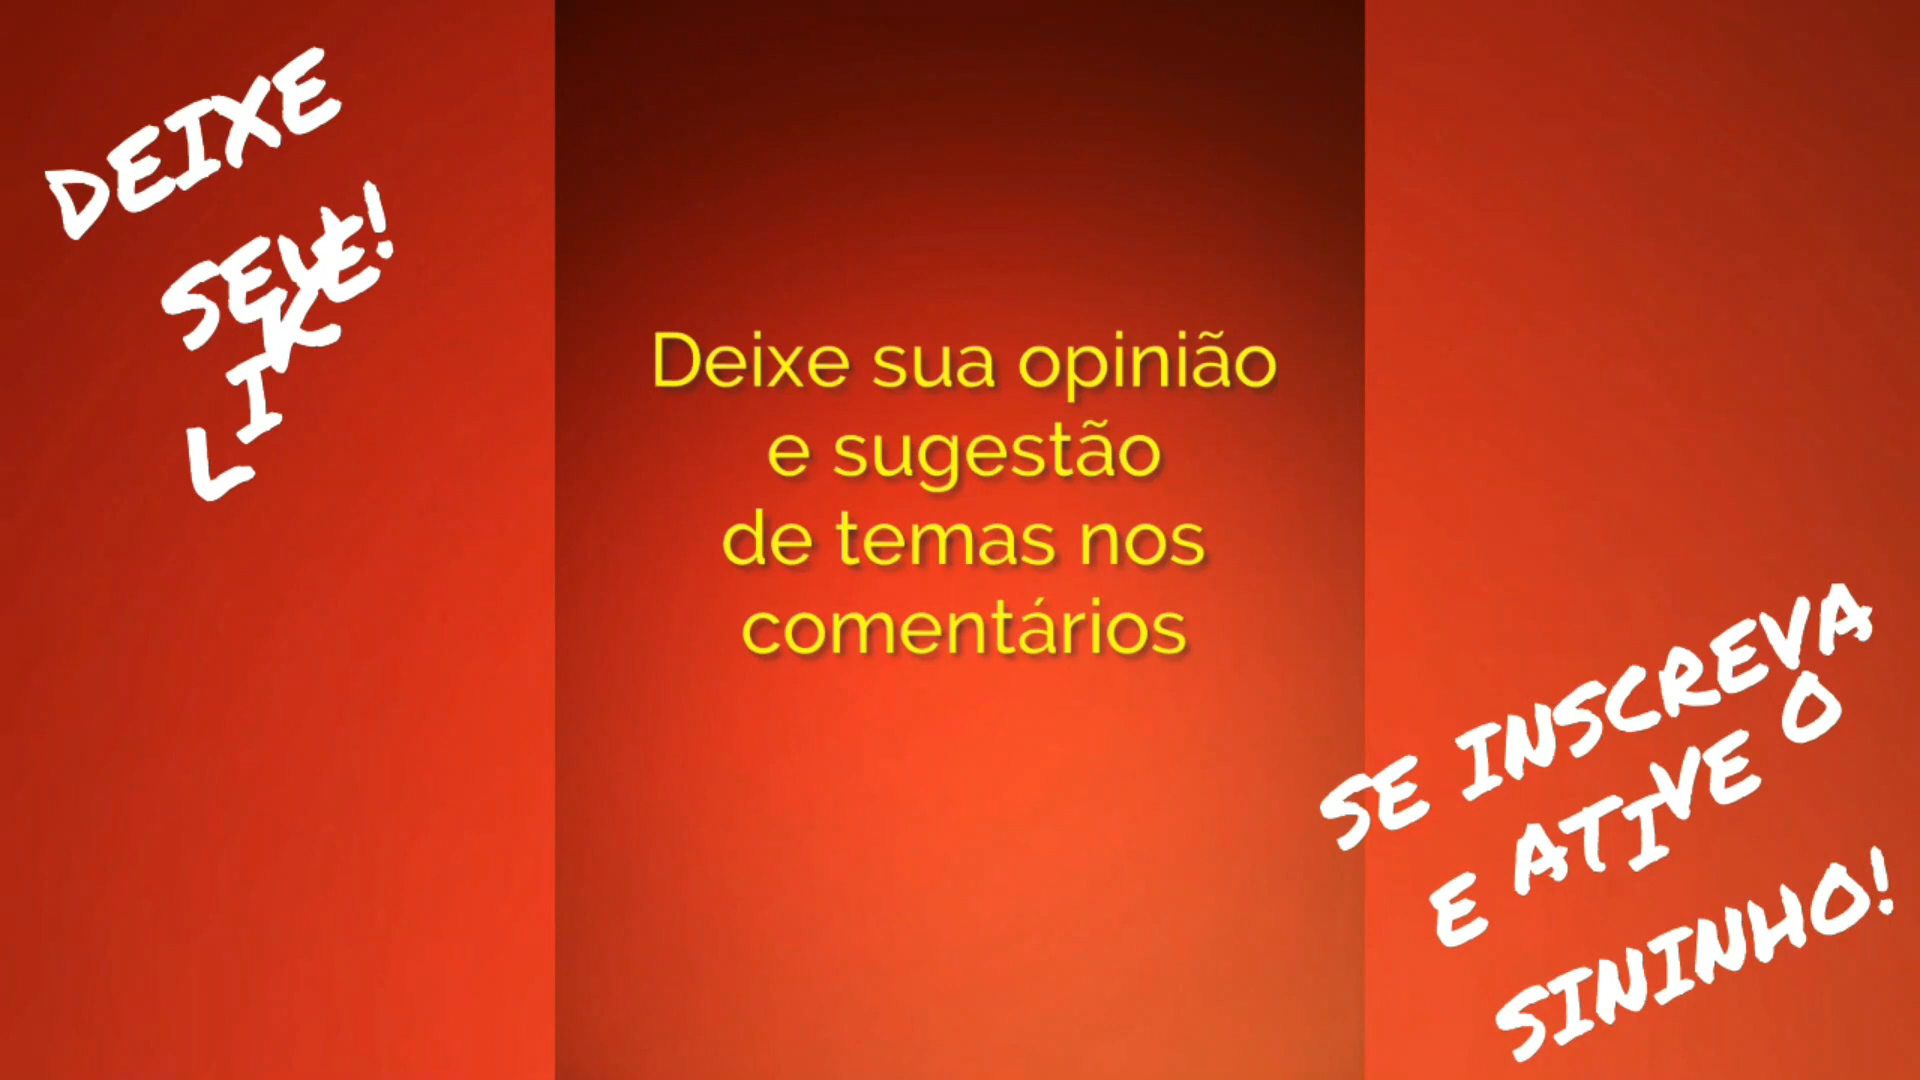 DEIXE
SEU
LIKE!
Deixe sua opinião
e sugestão
de temas nos
comentários
SE INSCREVA
E ATIVE O
SININHO!